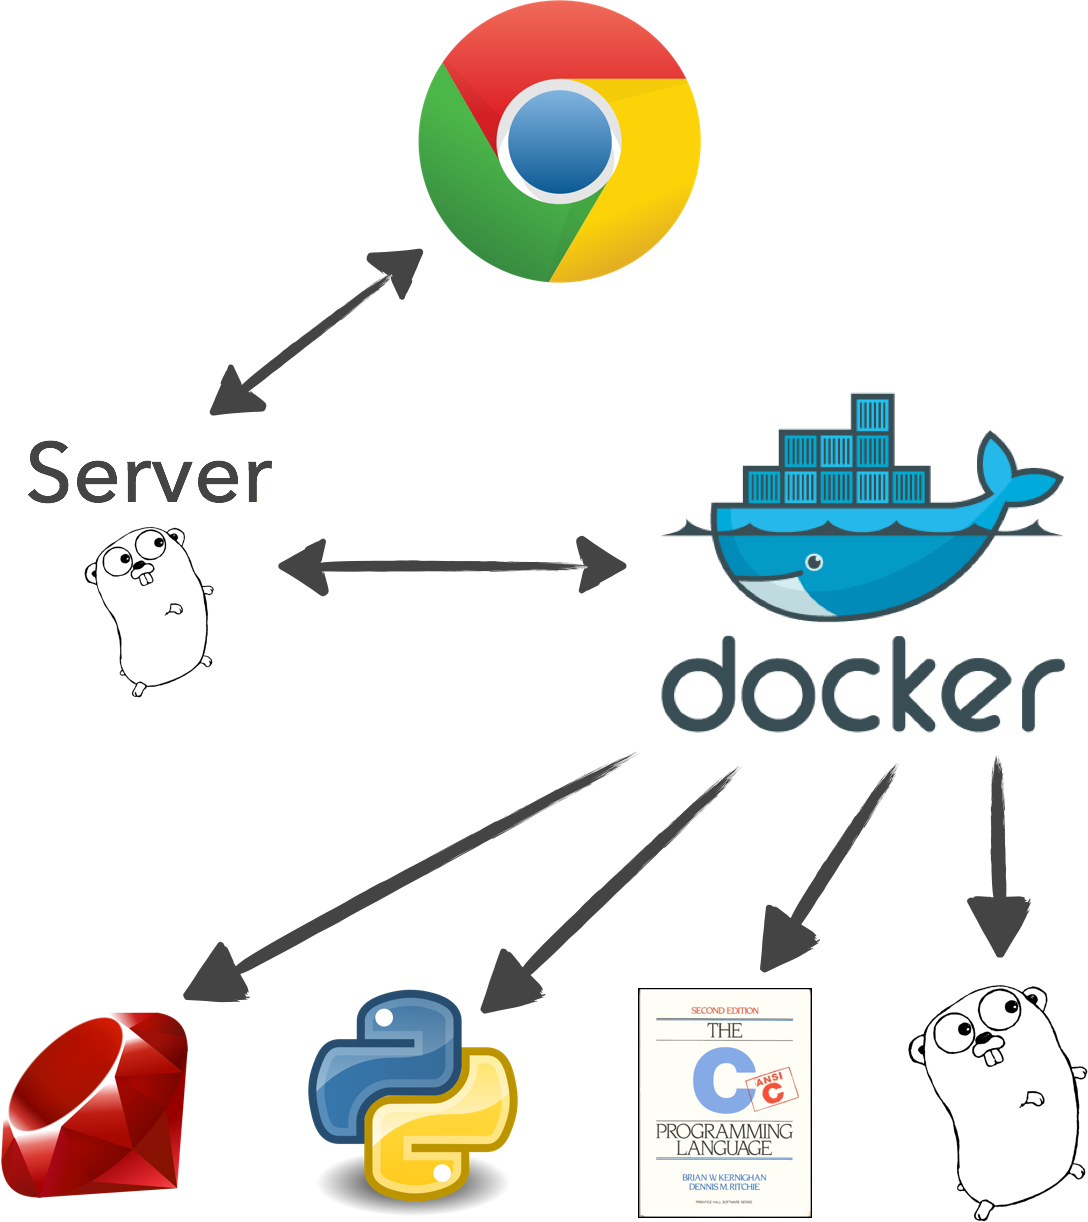 Server
docker
SECOND EDITION
THE
C
ANSI
C
PROGRAMMING
LANGUAGE
BRIAN W. KERNIGHAN
DENNIS M. RITCHIE
PRENTICE HALL SOFTWARE SERIES